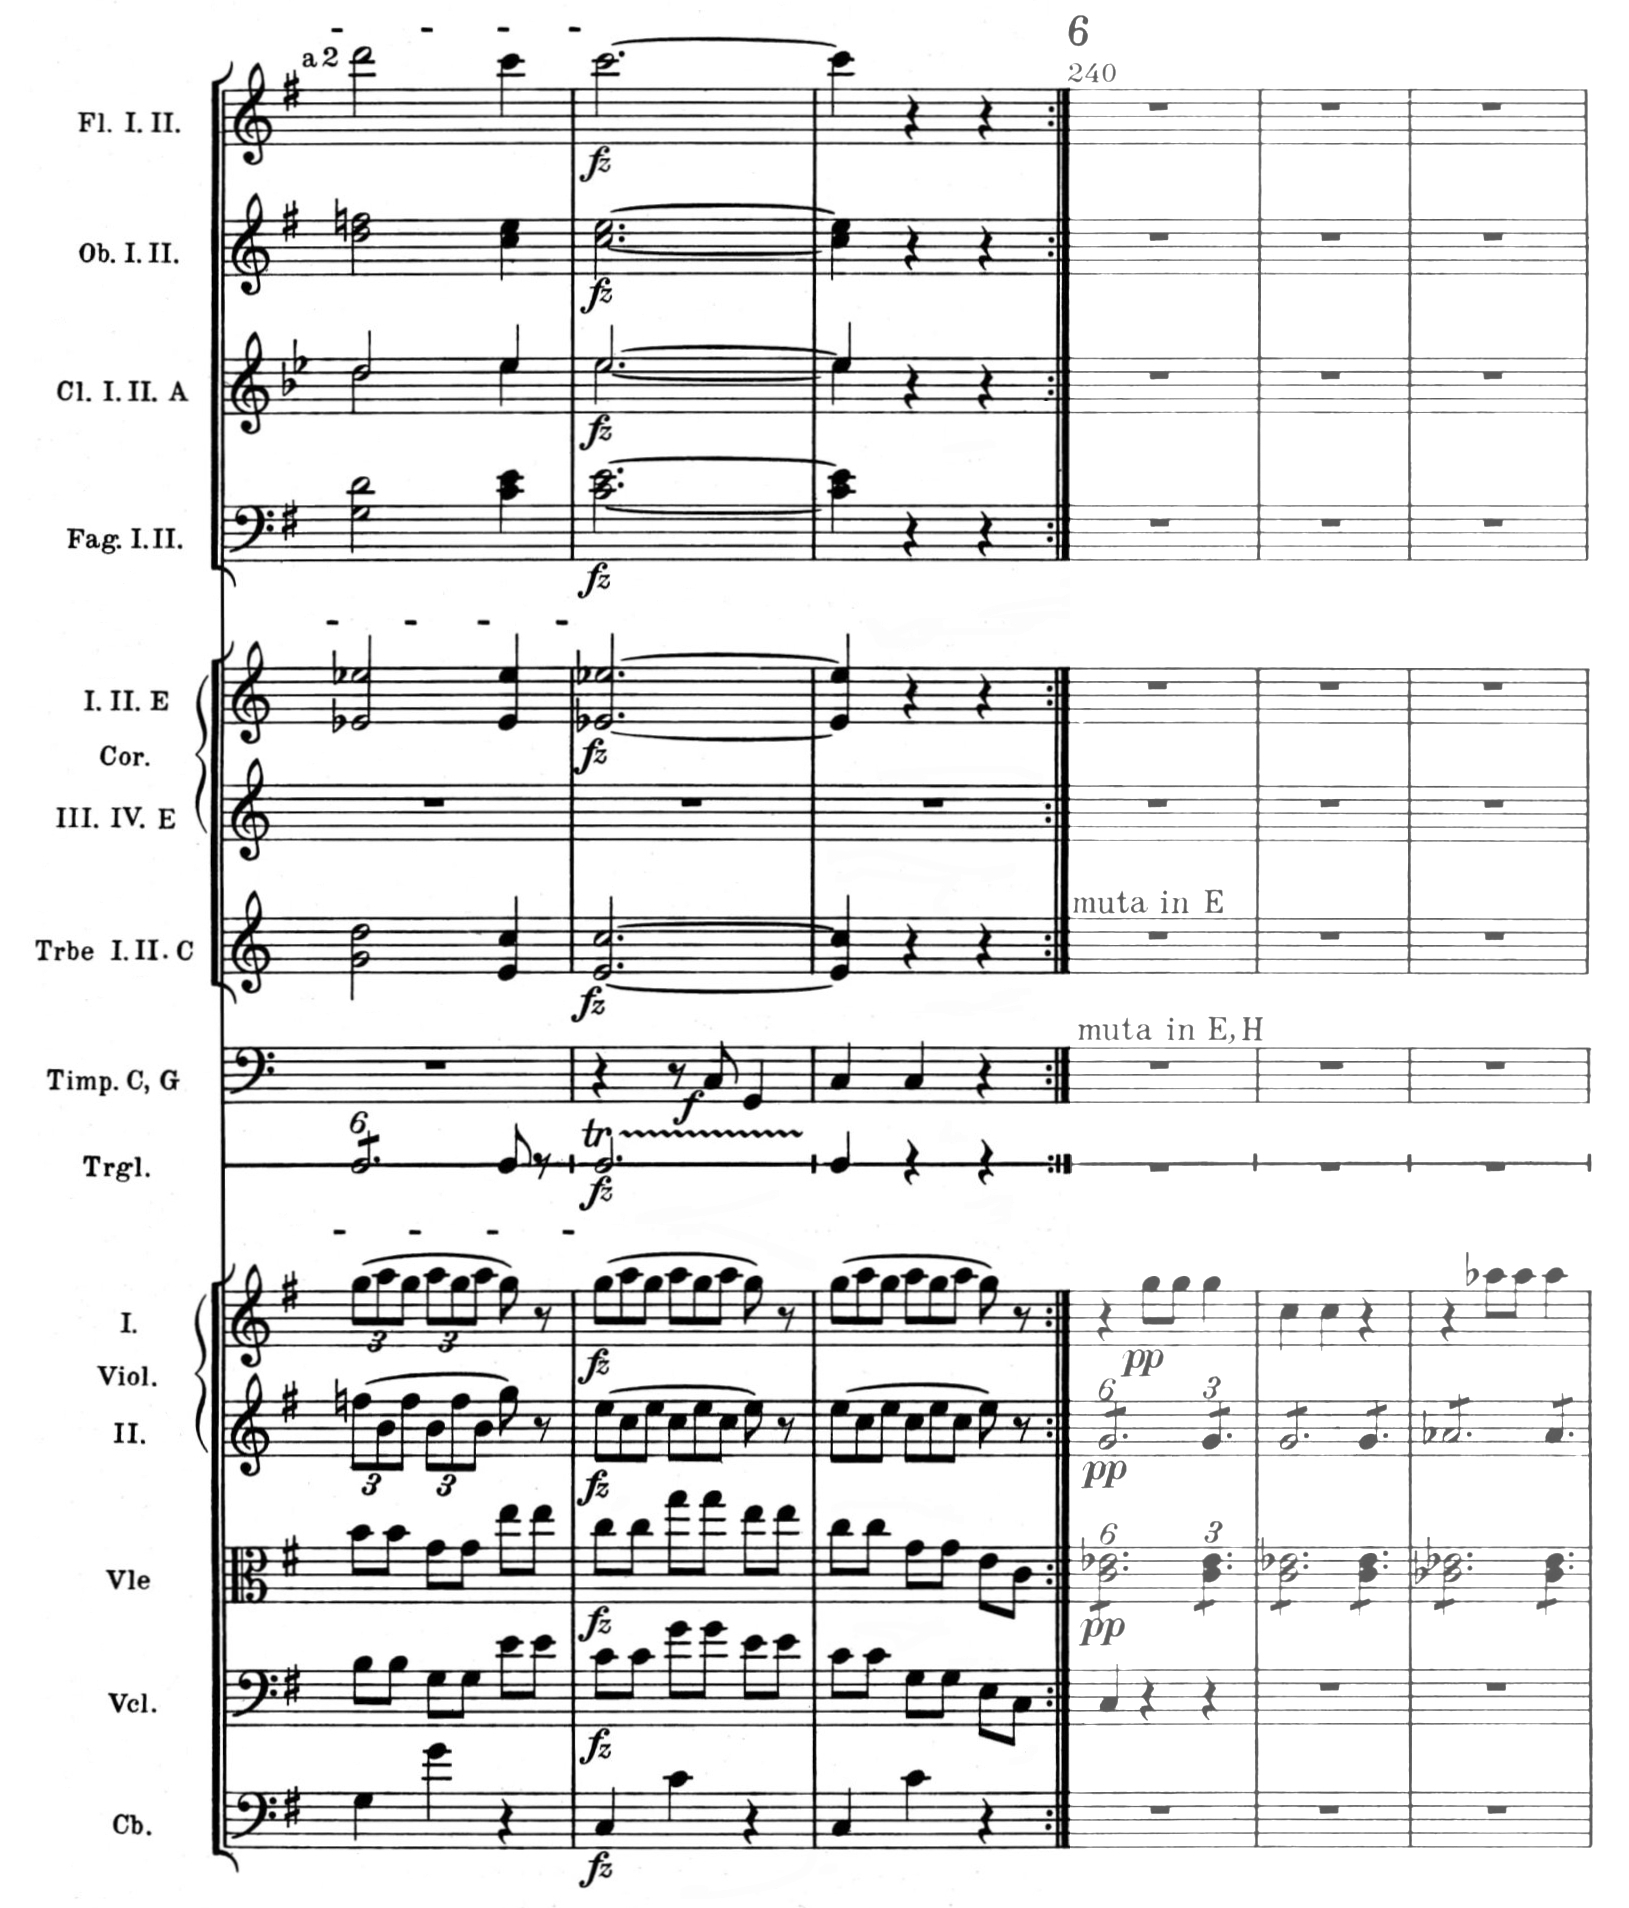 6
a 2
240
Fl. I. II.
fz
Ob. I. II.
fz
Cl. I. II. A
fz
Fag. I. II.
fz
I. II. E
fz
Cor.
III. IV. E
muta in E
Trbe I. II. C
fz
muta in E, H
Timp. C, G
f
6 tr
Trgl.
fz
I.
3 3 fz pp
Viol.
6 3
II.
3 3 fz pp
6 3
Vle
fz pp
Vcl.
fz
Cb.
fz